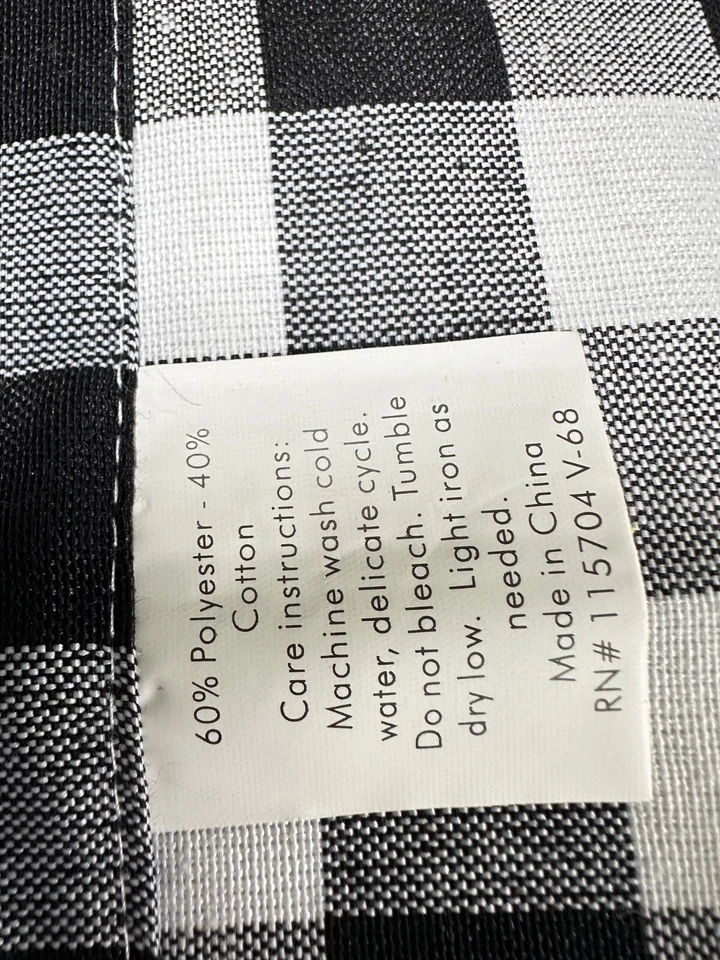 60% Polyester - 40%
Cotton
Care instructions:
Machine wash cold
water, delicate cycle.
Do not bleach. Tumble
dry low. Light iron as
needed.
Made in China
RN# 115704 V-68